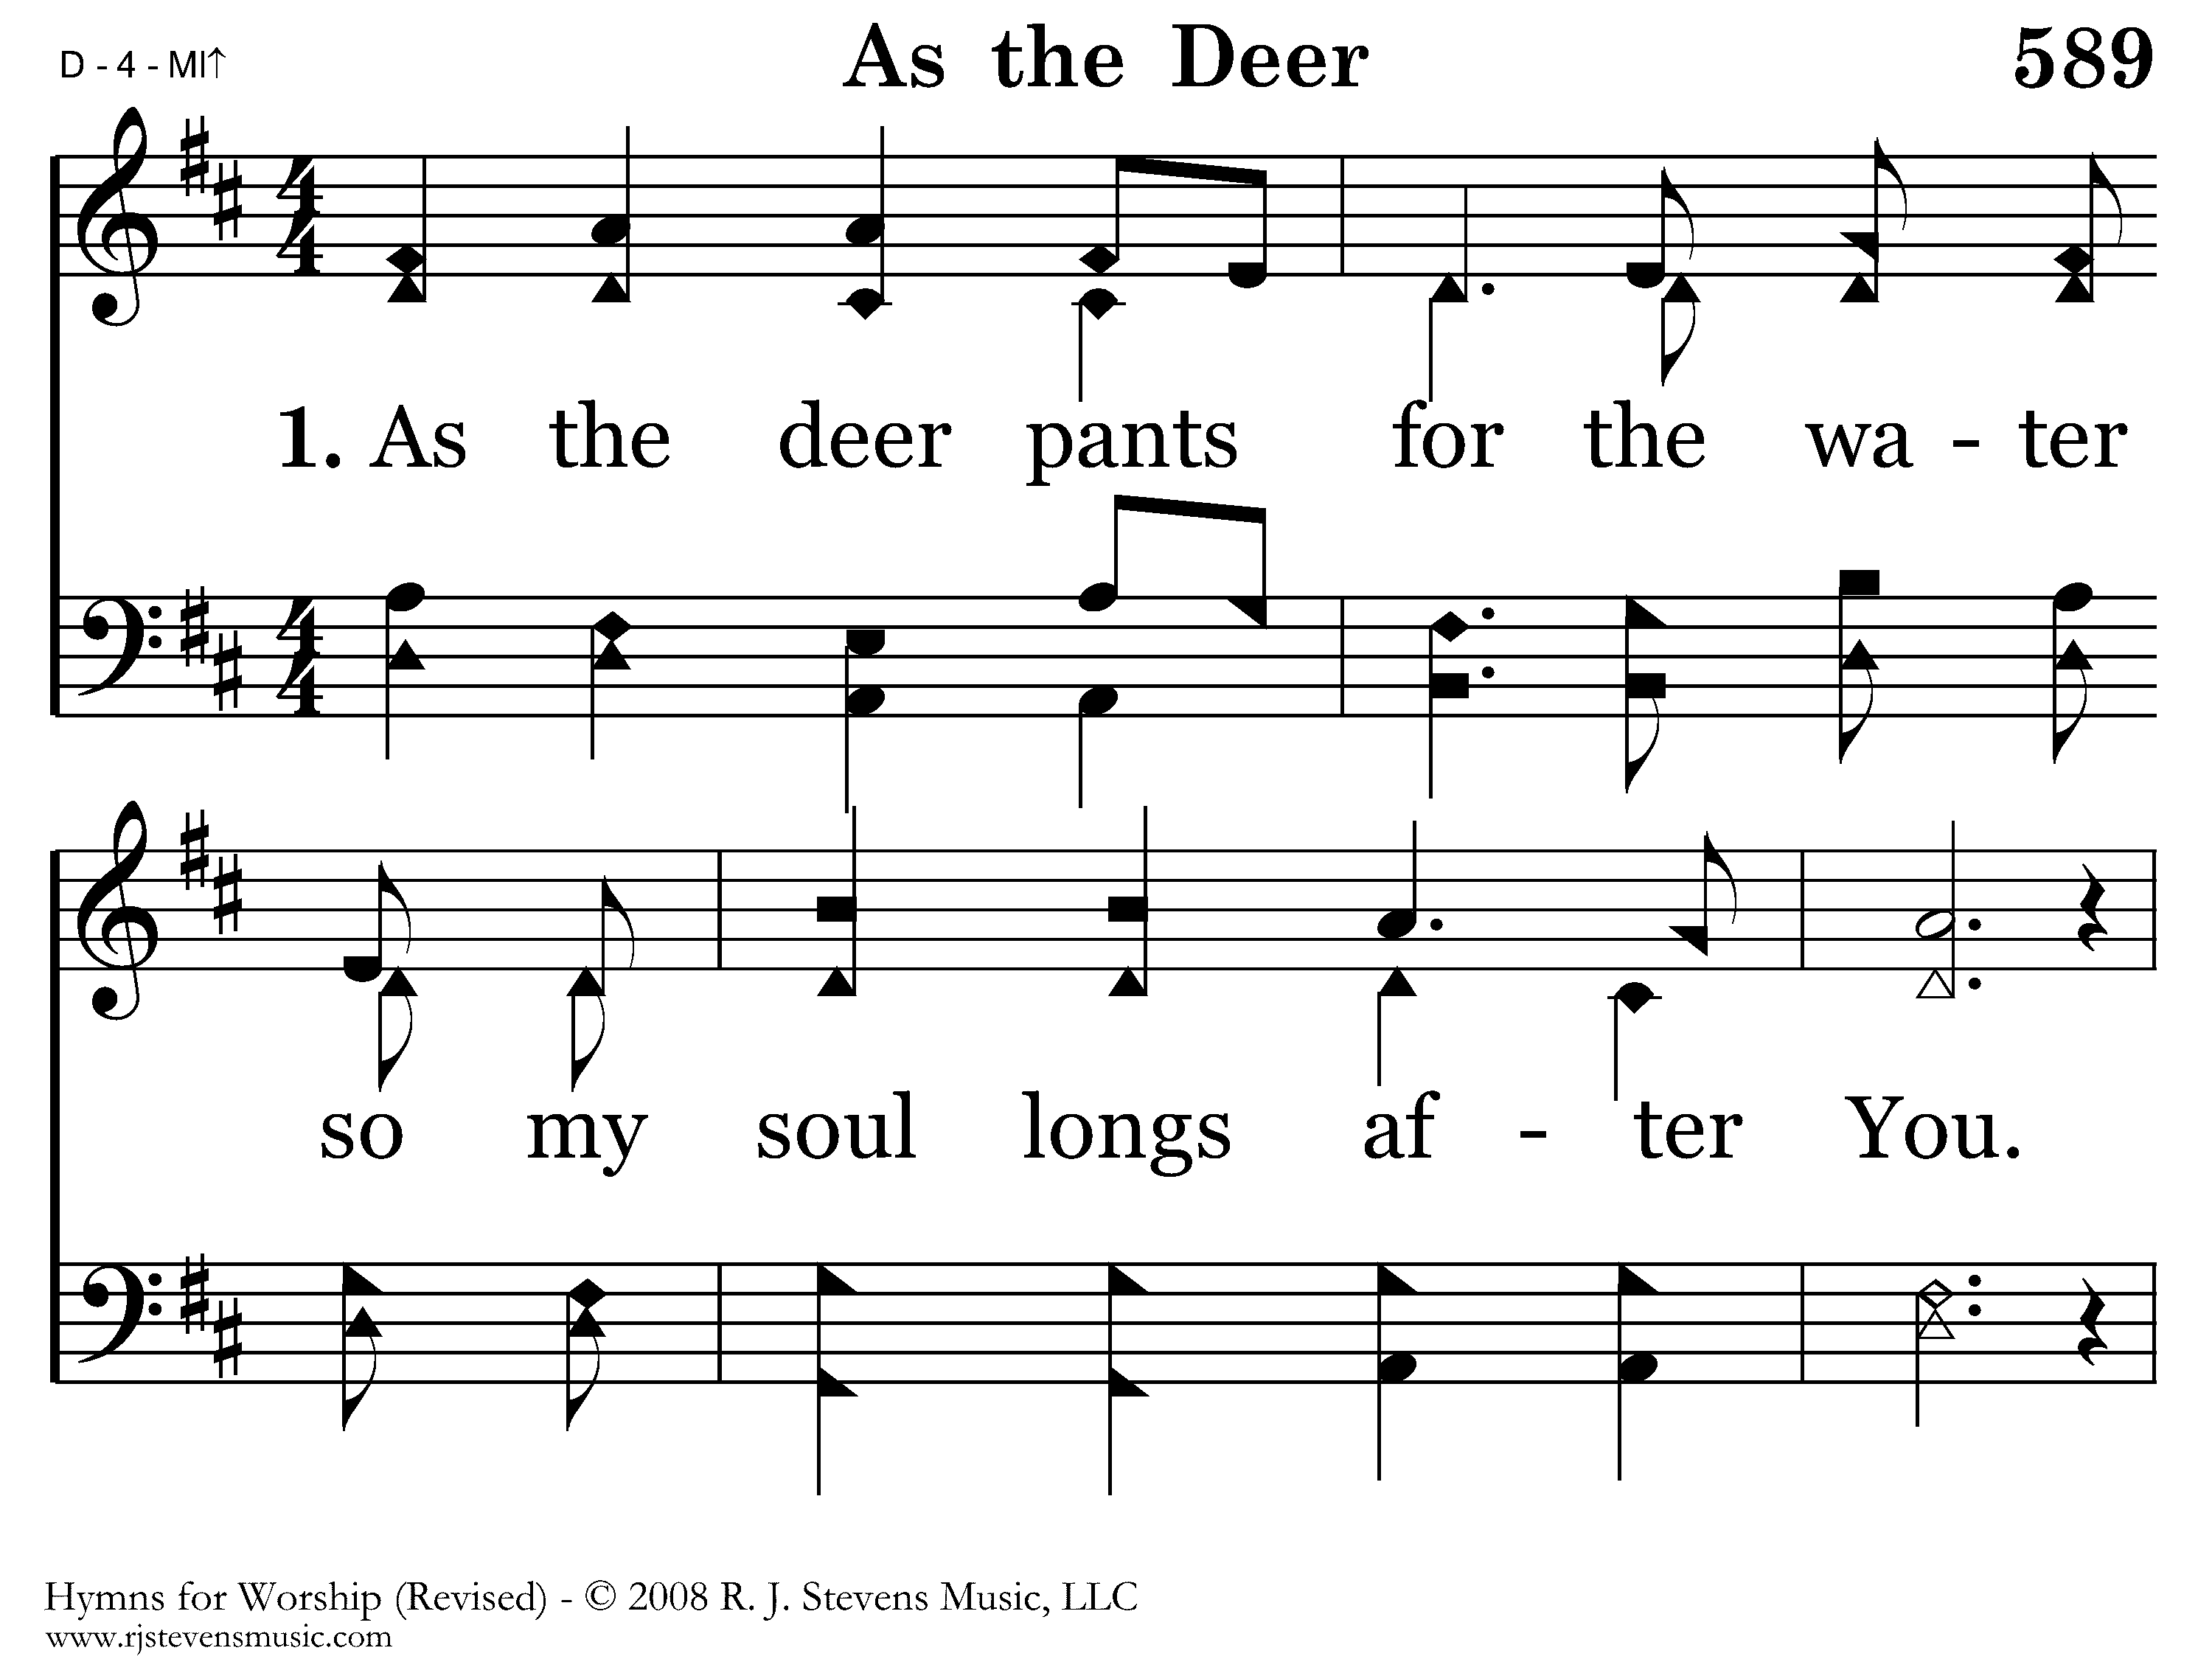 D - 4 - MI↑ As the Deer 589
1. As the deer pants for the wa - ter
so my soul longs af - ter You.
Hymns for Worship (Revised) - © 2008 R. J. Stevens Music, LLC
www.rjstevensmusic.com